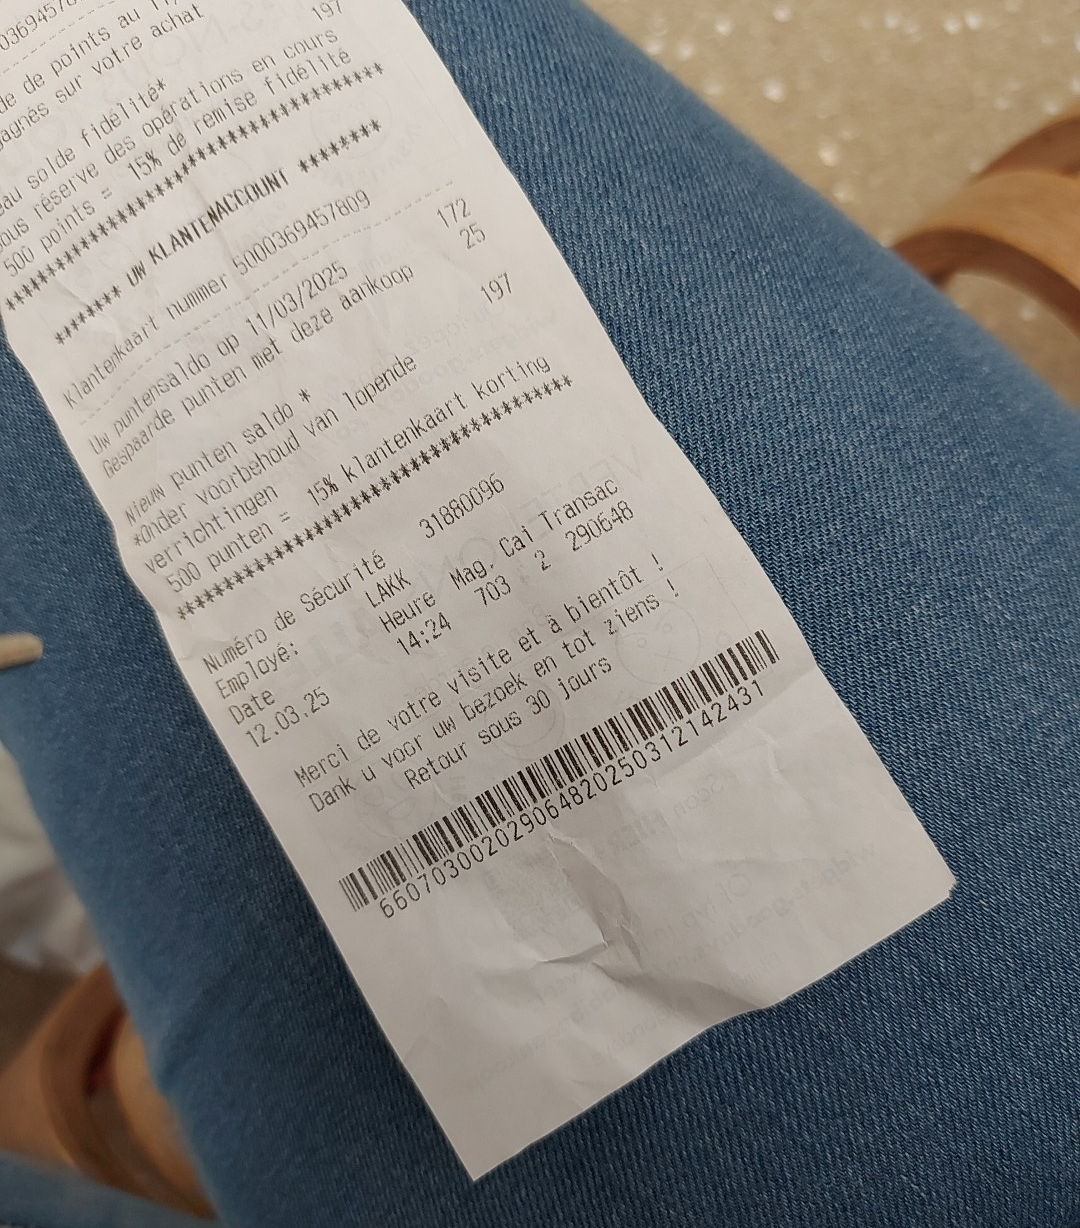 de de points au 11/
agnés sur votre achat
au solde fidélité* 197
ous réserve des opérations en cours
500 points = 15% de remise fidélité
***********************************
******** UW KLANTENACCOUNT ********
Klantenkaart nummer 5000369457809
-----------------------------------
Uw puntensaldo op 11/03/2025 172
Gespaarde punten met deze aankoop 25
Nieuw punten saldo * 197
*Onder voorbehoud van lopende
verrichtingen
500 punten = 15% klantenkaart korting
*************************************
Numéro de Sécurité 31880096
Employé: LAKK
Date Heure Mag. Cai Transac
12.03.25 14:24 703 2 290648
Merci de votre visite et à bientôt !
Dank u voor uw bezoek en tot ziens !
Retour sous 30 jours
660703002029064820250312142431